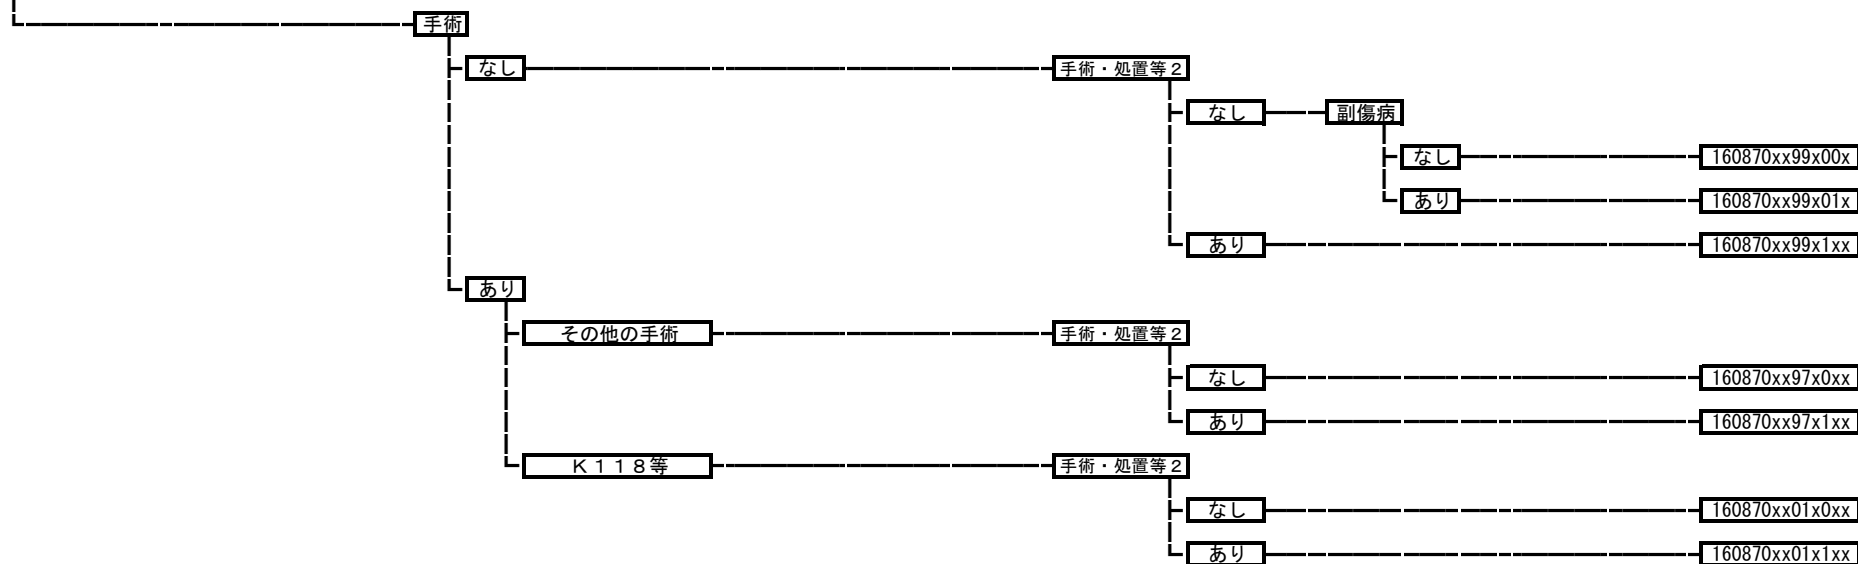 手術
なし 手術・処置等２
なし 副傷病
なし 160870xx99x00x
あり 160870xx99x01x
あり 160870xx99x1xx
あり
その他の手術 手術・処置等２
なし 160870xx97x0xx
あり 160870xx97x1xx
Ｋ１１８等 手術・処置等２
なし 160870xx01x0xx
あり 160870xx01x1xx